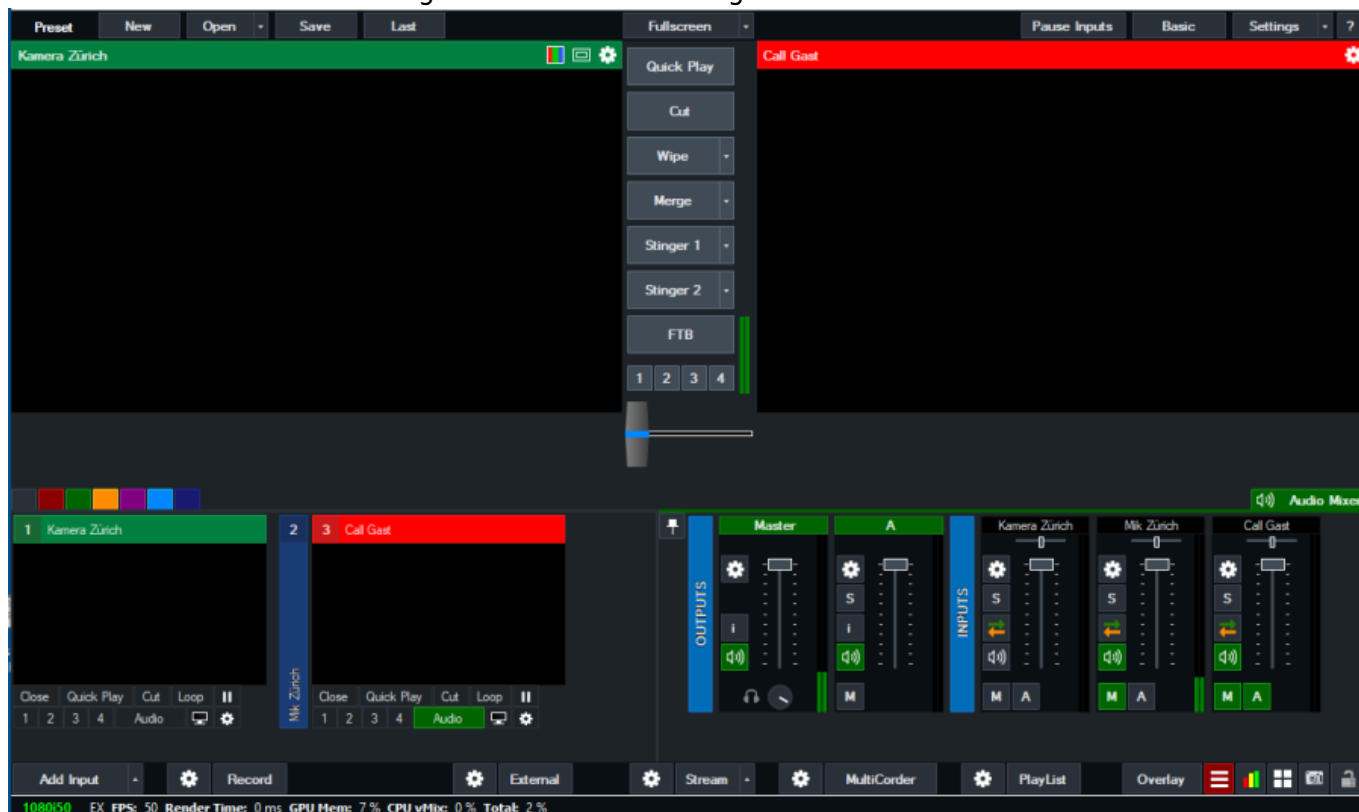 Preset New Open Save Last Fullscreen Pause Inputs Basic Settings ?
Kamera Zürich Call Gast
Quick Play
Cut
Wipe
Merge
Stinger 1
Stinger 2
FTB
1 2 3 4
Audio Mixer
1 Kamera Zürich 2 3 Call Gast
Mik Zürich
Close Quick Play Cut Loop Close Quick Play Cut Loop
1 2 3 4 Audio 1 2 3 4 Audio
OUTPUTS
Master A
S
i i
M
INPUTS
Kamera Zürich Mik Zürich Call Gast
S S S
M A M A M A
Add Input Record External Stream MultiCorder PlayList Overlay
1080i50 EX FPS: 50 Render Time: 0 ms GPU Mem: 7 % CPU vMix: 0 % Total: 2 %